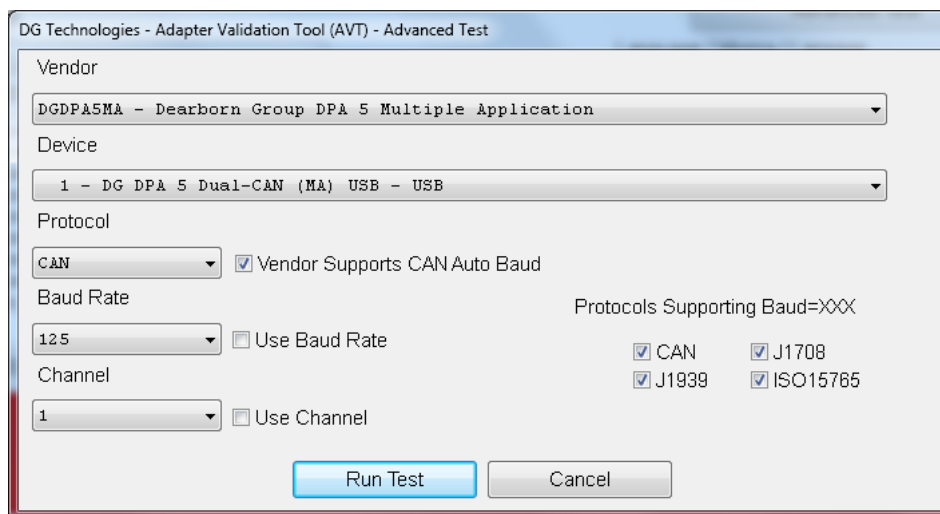 DG Technologies - Adapter Validation Tool (AVT) - Advanced Test
Vendor
DGDPA5MA - Dearborn Group DPA 5 Multiple Application
Device
1 - DG DPA 5 Dual-CAN (MA) USB - USB
Protocol
CAN
Vendor Supports CAN Auto Baud
Baud Rate
Protocols Supporting Baud=XXX
125
Use Baud Rate
CAN
J1708
Channel
J1939
ISO15765
1
Use Channel
Run Test
Cancel